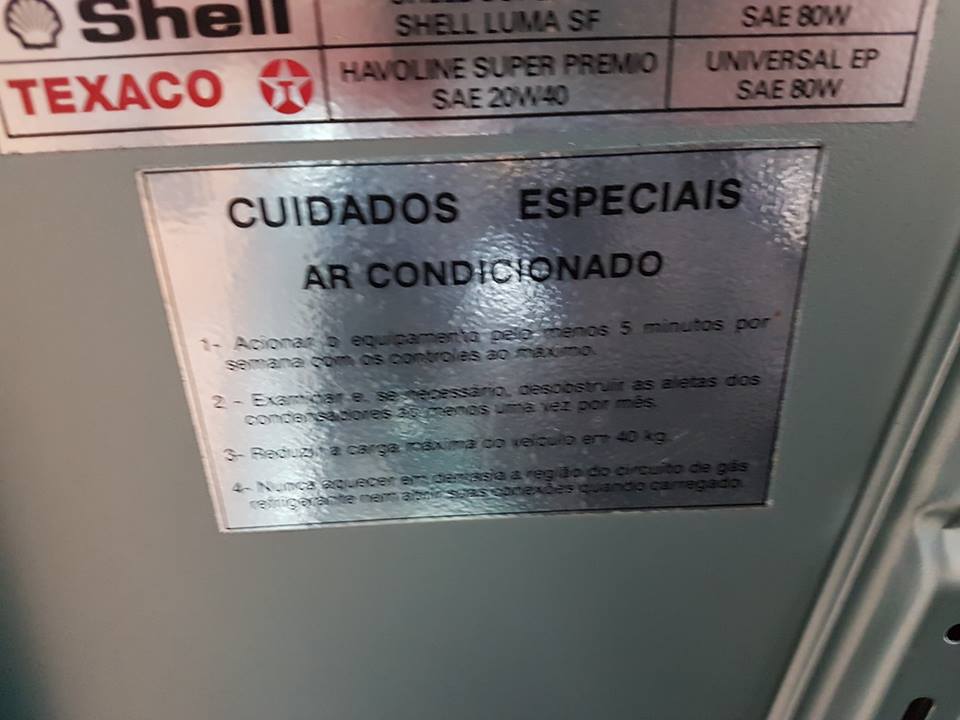 Shell
SHELL LUMA SF
SAE 80W
TEXACO
HAVOLINE SUPER PREMIO
SAE 20W40
UNIVERSAL EP
SAE 80W
CUIDADOS ESPECIAIS
AR CONDICIONADO
1- Acionar o equipamento pelo menos 5 minutos por
semana com os controles ao máximo.
2 - Examinar e, se necessário, desobstruir as aletas dos
condensadores ao menos uma vez por mês.
3- Reduzir a carga máxima do veículo em 40 kg.
4- Nunca aquecer em demasia a região do circuito de gás
refrigerante nem abrir suas conexões quando carregado.